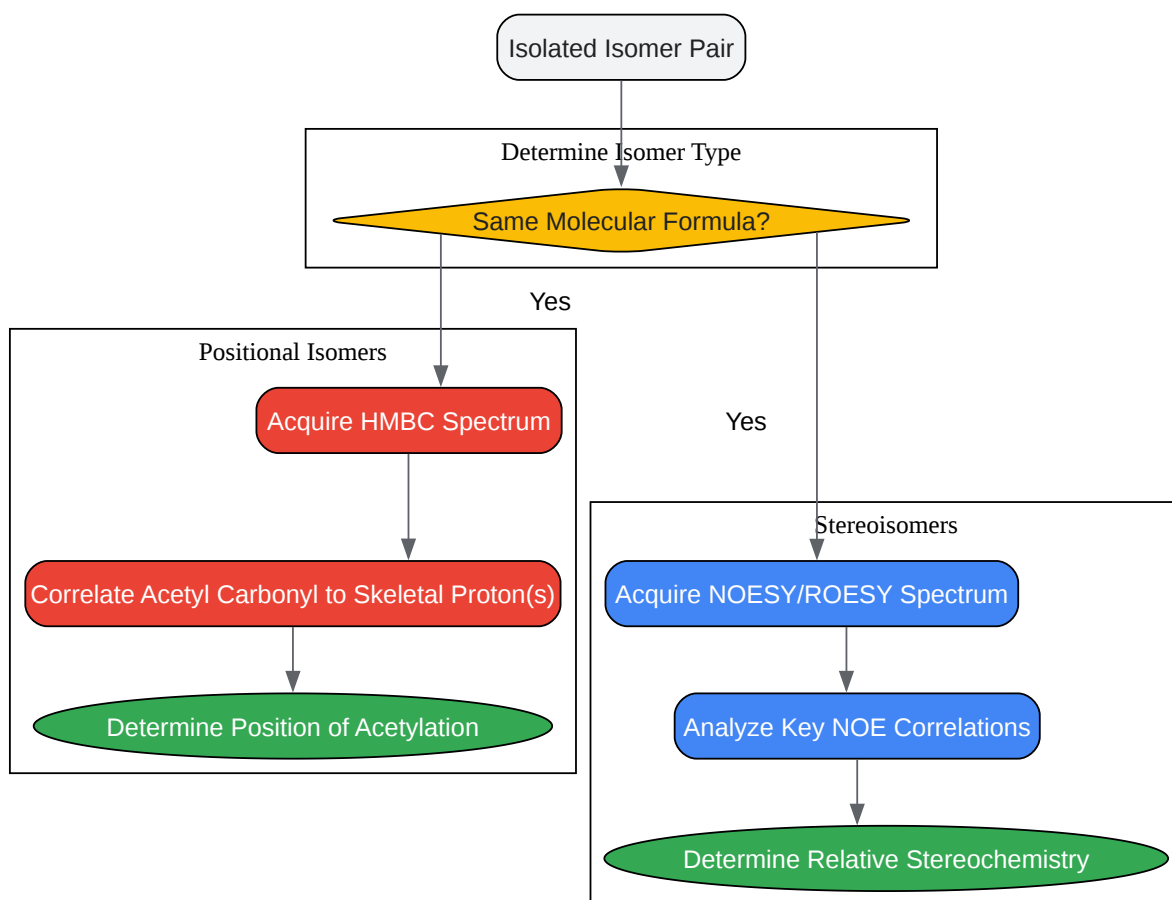 Isolated Isomer Pair
Determine Isomer Type
Same Molecular Formula?
Yes
Positional Isomers
Acquire HMBC Spectrum
Correlate Acetyl Carbonyl to Skeletal Proton(s)
Determine Position of Acetylation
Yes
Stereoisomers
Acquire NOESY/ROESY Spectrum
Analyze Key NOE Correlations
Determine Relative Stereochemistry